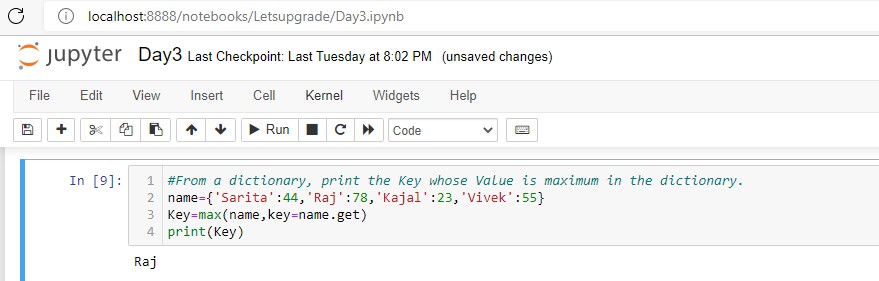 localhost:8888/notebooks/Letsupgrade/Day3.ipynb
jupyter Day3 Last Checkpoint: Last Tuesday at 8:02 PM (unsaved changes)
File Edit View Insert Cell Kernel Widgets Help
Run Code
In [9]: 1 #From a dictionary, print the Key whose Value is maximum in the dictionary.
2 name={'Sarita':44,'Raj':78,'Kajal':23,'Vivek':55}
3 Key=max(name,key=name.get)
4 print(Key)
Raj